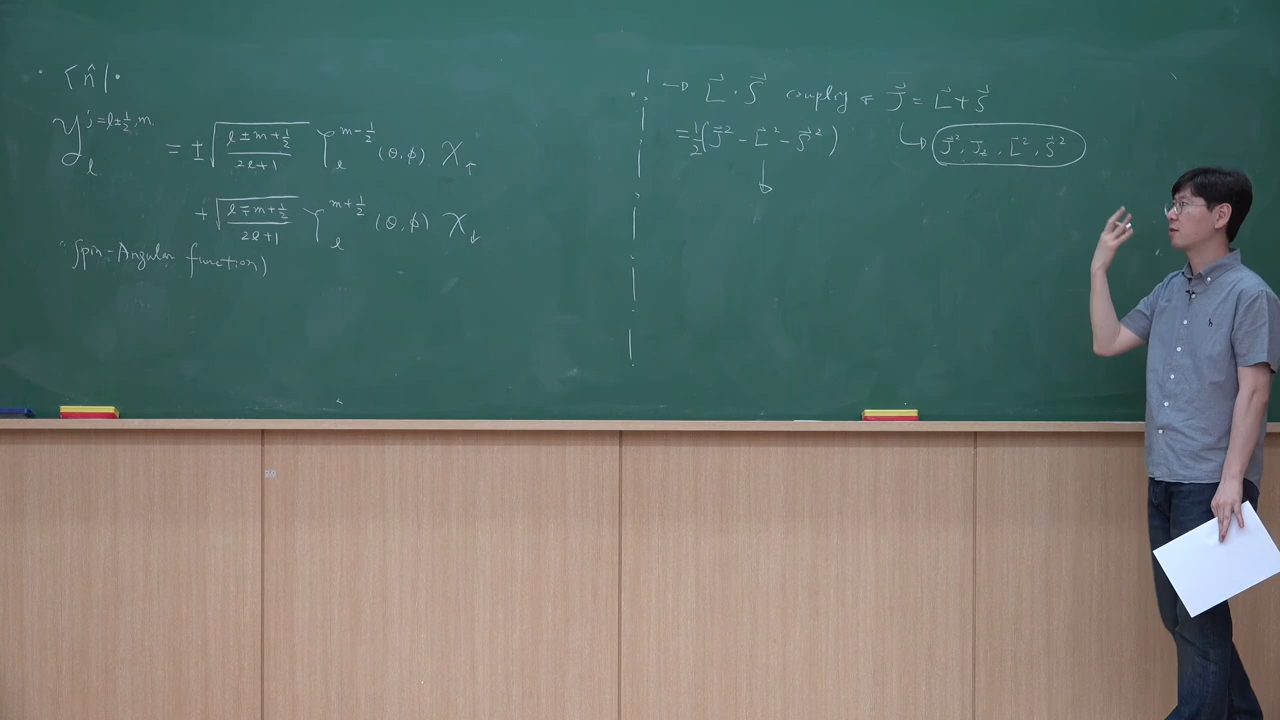 · ⟨n̂|·
𝒴_l^{j=l±1/2, m} = ±√((l±m+1/2)/(2l+1)) Y_l^{m-1/2} (θ,ϕ) χ↑
+ √((l∓m+1/2)/(2l+1)) Y_l^{m+1/2} (θ,ϕ) χ↓
"Spin-Angular function)
→ L⃗ · S⃗ coupling J⃗ = L⃗ + S⃗
= 1/2 (J⃗² - L⃗² - S⃗²)
J⃗², J_z, L⃗², S⃗²